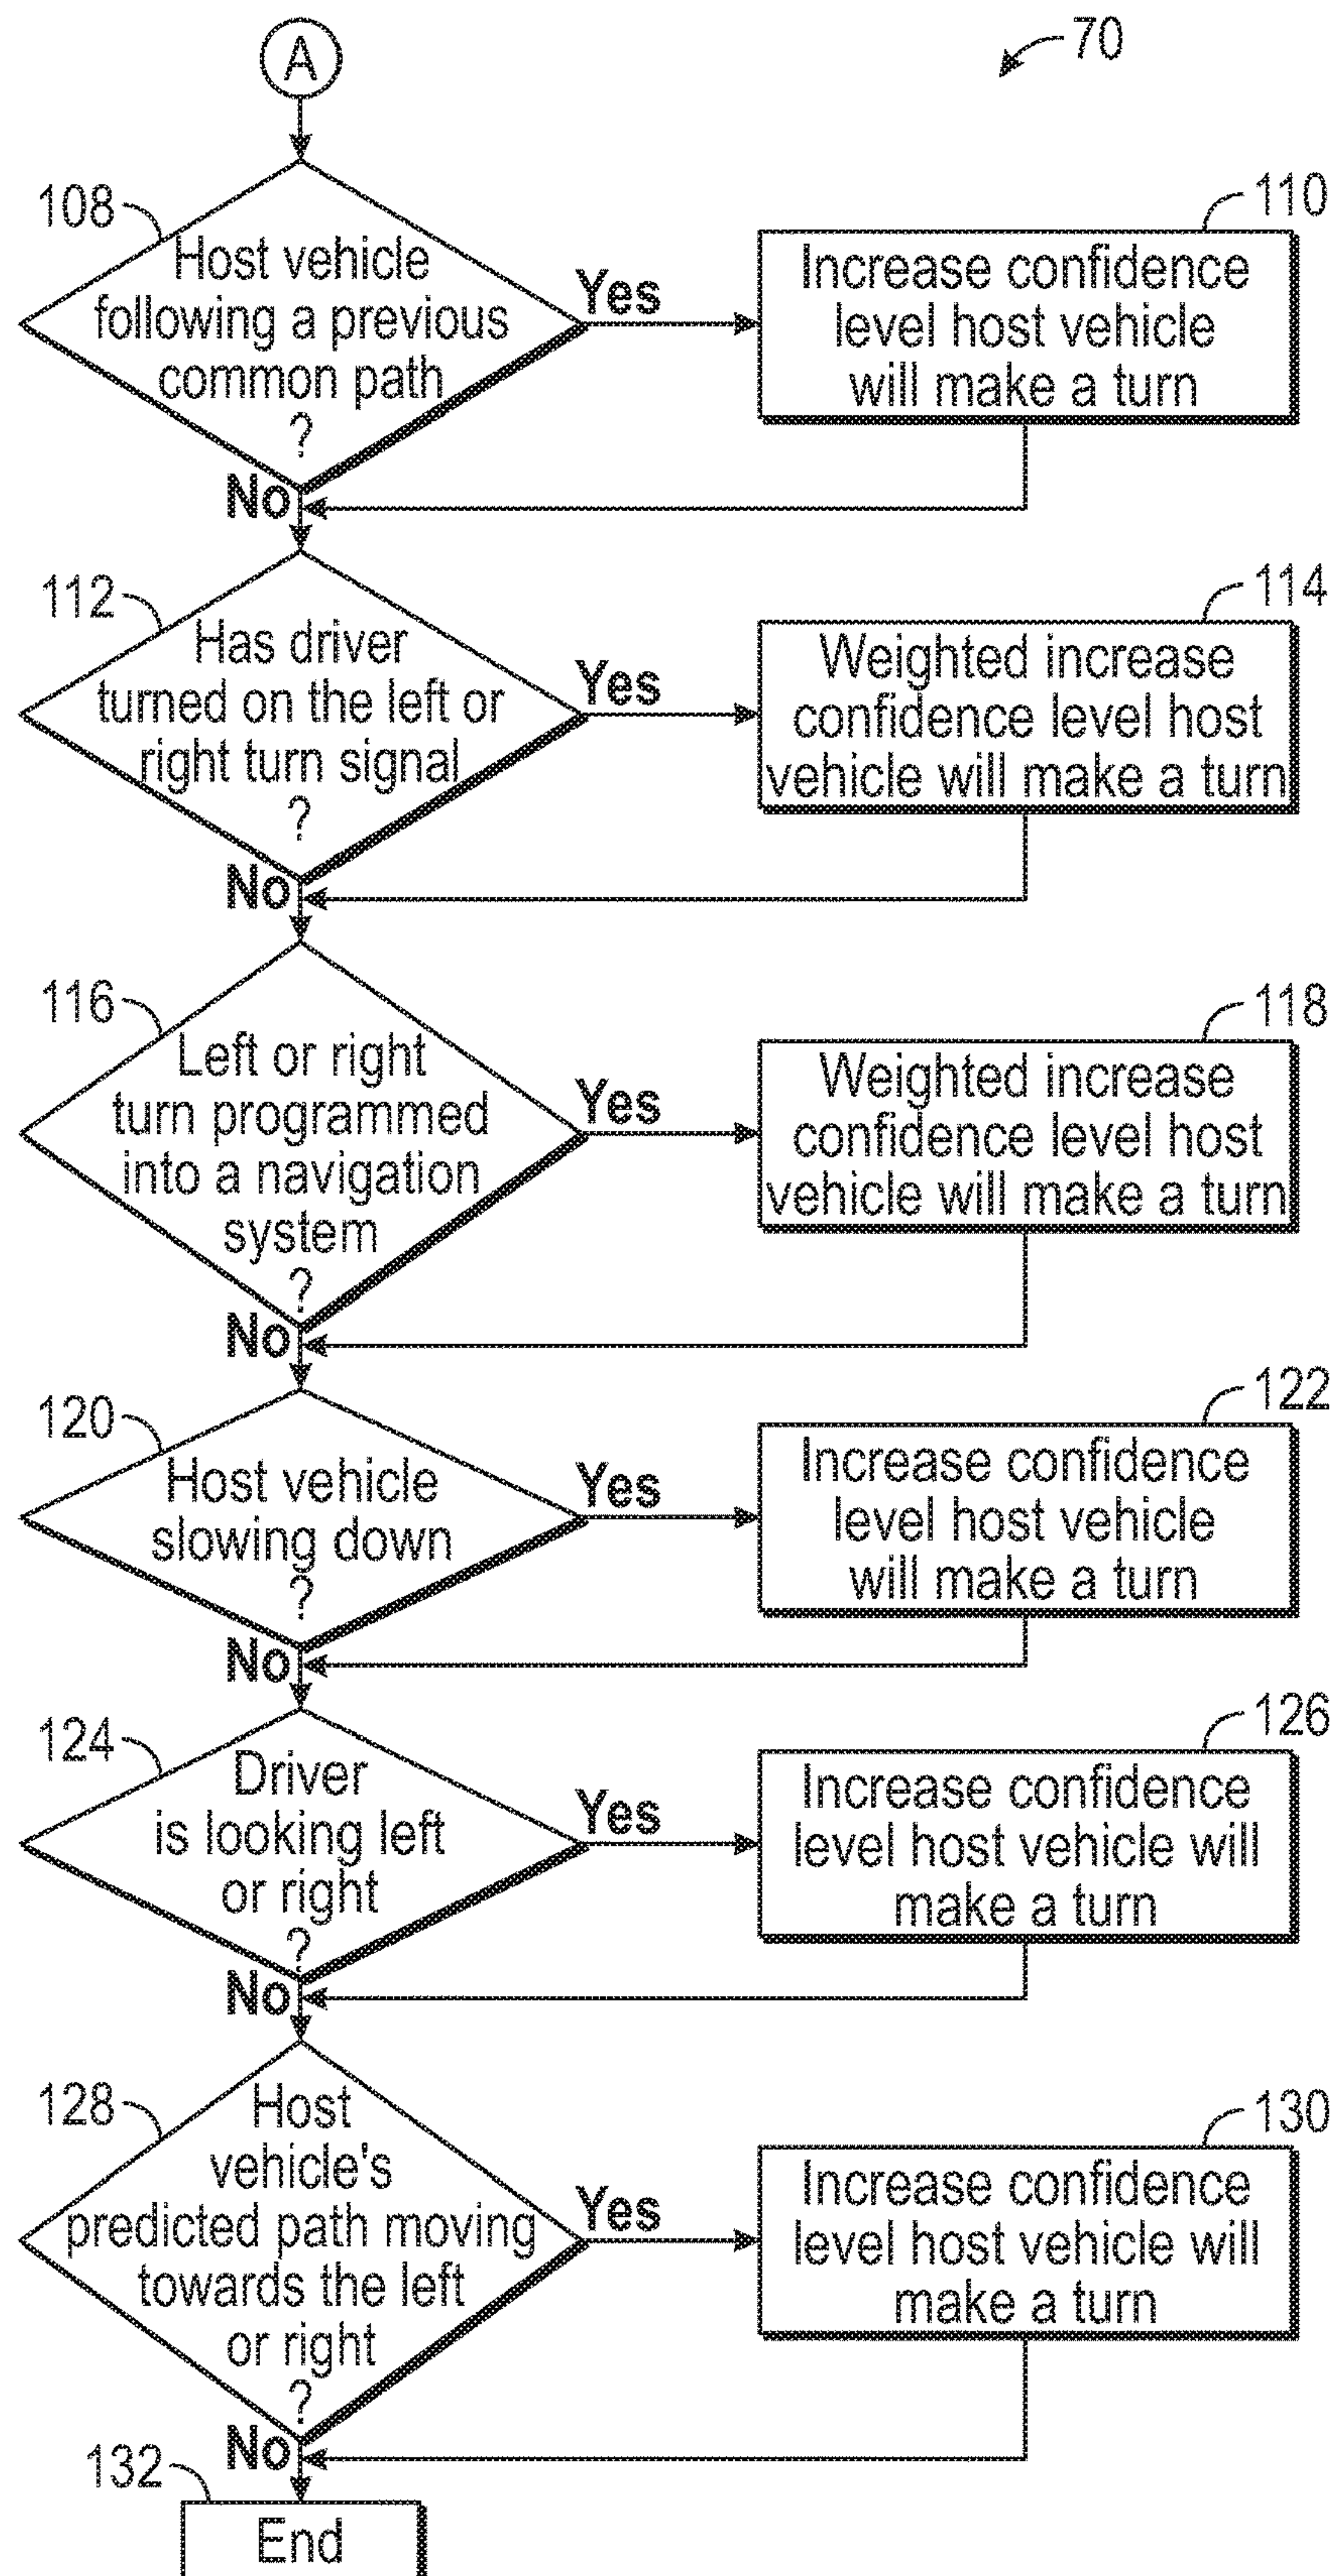 A
70
108
Host vehicle
following a previous
common path
?
Yes
110
Increase confidence
level host vehicle
will make a turn
No
112
Has driver
turned on the left or
right turn signal
?
Yes
114
Weighted increase
confidence level host
vehicle will make a turn
No
116
Left or right
turn programmed
into a navigation
system
?
Yes
118
Weighted increase
confidence level host
vehicle will make a turn
No
120
Host vehicle
slowing down
?
Yes
122
Increase confidence
level host vehicle
will make a turn
No
124
Driver
is looking left
or right
?
Yes
126
Increase confidence
level host vehicle will
make a turn
No
128
Host
vehicle's
predicted path moving
towards the left
or right
?
Yes
130
Increase confidence
level host vehicle will
make a turn
No
132
End